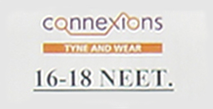 connexions
TYNE AND WEAR
16-18 NEET.